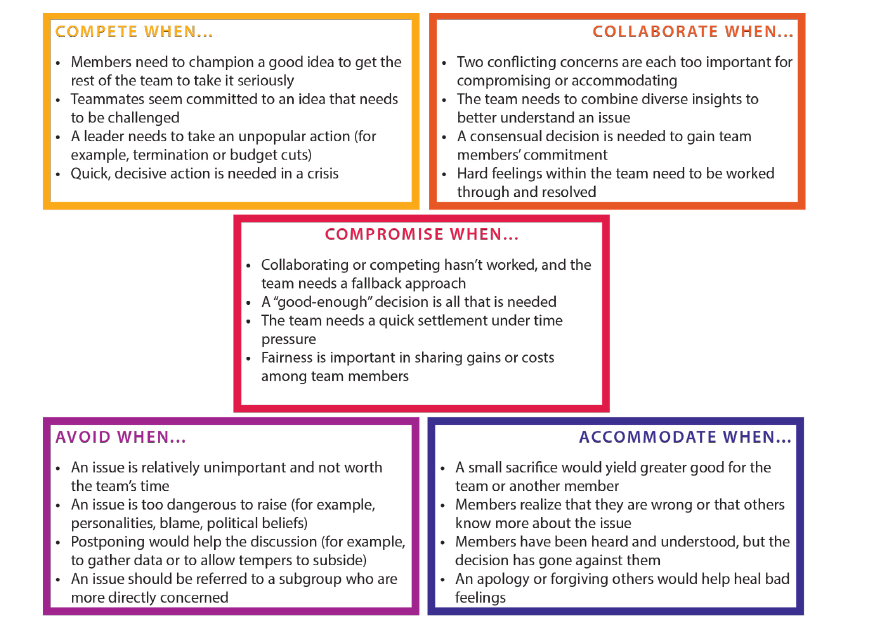 COMPETE WHEN...
• Members need to champion a good idea to get the
rest of the team to take it seriously
• Teammates seem committed to an idea that needs
to be challenged
• A leader needs to take an unpopular action (for
example, termination or budget cuts)
• Quick, decisive action is needed in a crisis
COLLABORATE WHEN...
• Two conflicting concerns are each too important for
compromising or accommodating
• The team needs to combine diverse insights to
better understand an issue
• A consensual decision is needed to gain team
members’ commitment
• Hard feelings within the team need to be worked
through and resolved
COMPROMISE WHEN...
• Collaborating or competing hasn’t worked, and the
team needs a fallback approach
• A “good-enough” decision is all that is needed
• The team needs a quick settlement under time
pressure
• Fairness is important in sharing gains or costs
among team members
AVOID WHEN...
• An issue is relatively unimportant and not worth
the team’s time
• An issue is too dangerous to raise (for example,
personalities, blame, political beliefs)
• Postponing would help the discussion (for example,
to gather data or to allow tempers to subside)
• An issue should be referred to a subgroup who are
more directly concerned
ACCOMMODATE WHEN...
• A small sacrifice would yield greater good for the
team or another member
• Members realize that they are wrong or that others
know more about the issue
• Members have been heard and understood, but the
decision has gone against them
• An apology or forgiving others would help heal bad
feelings